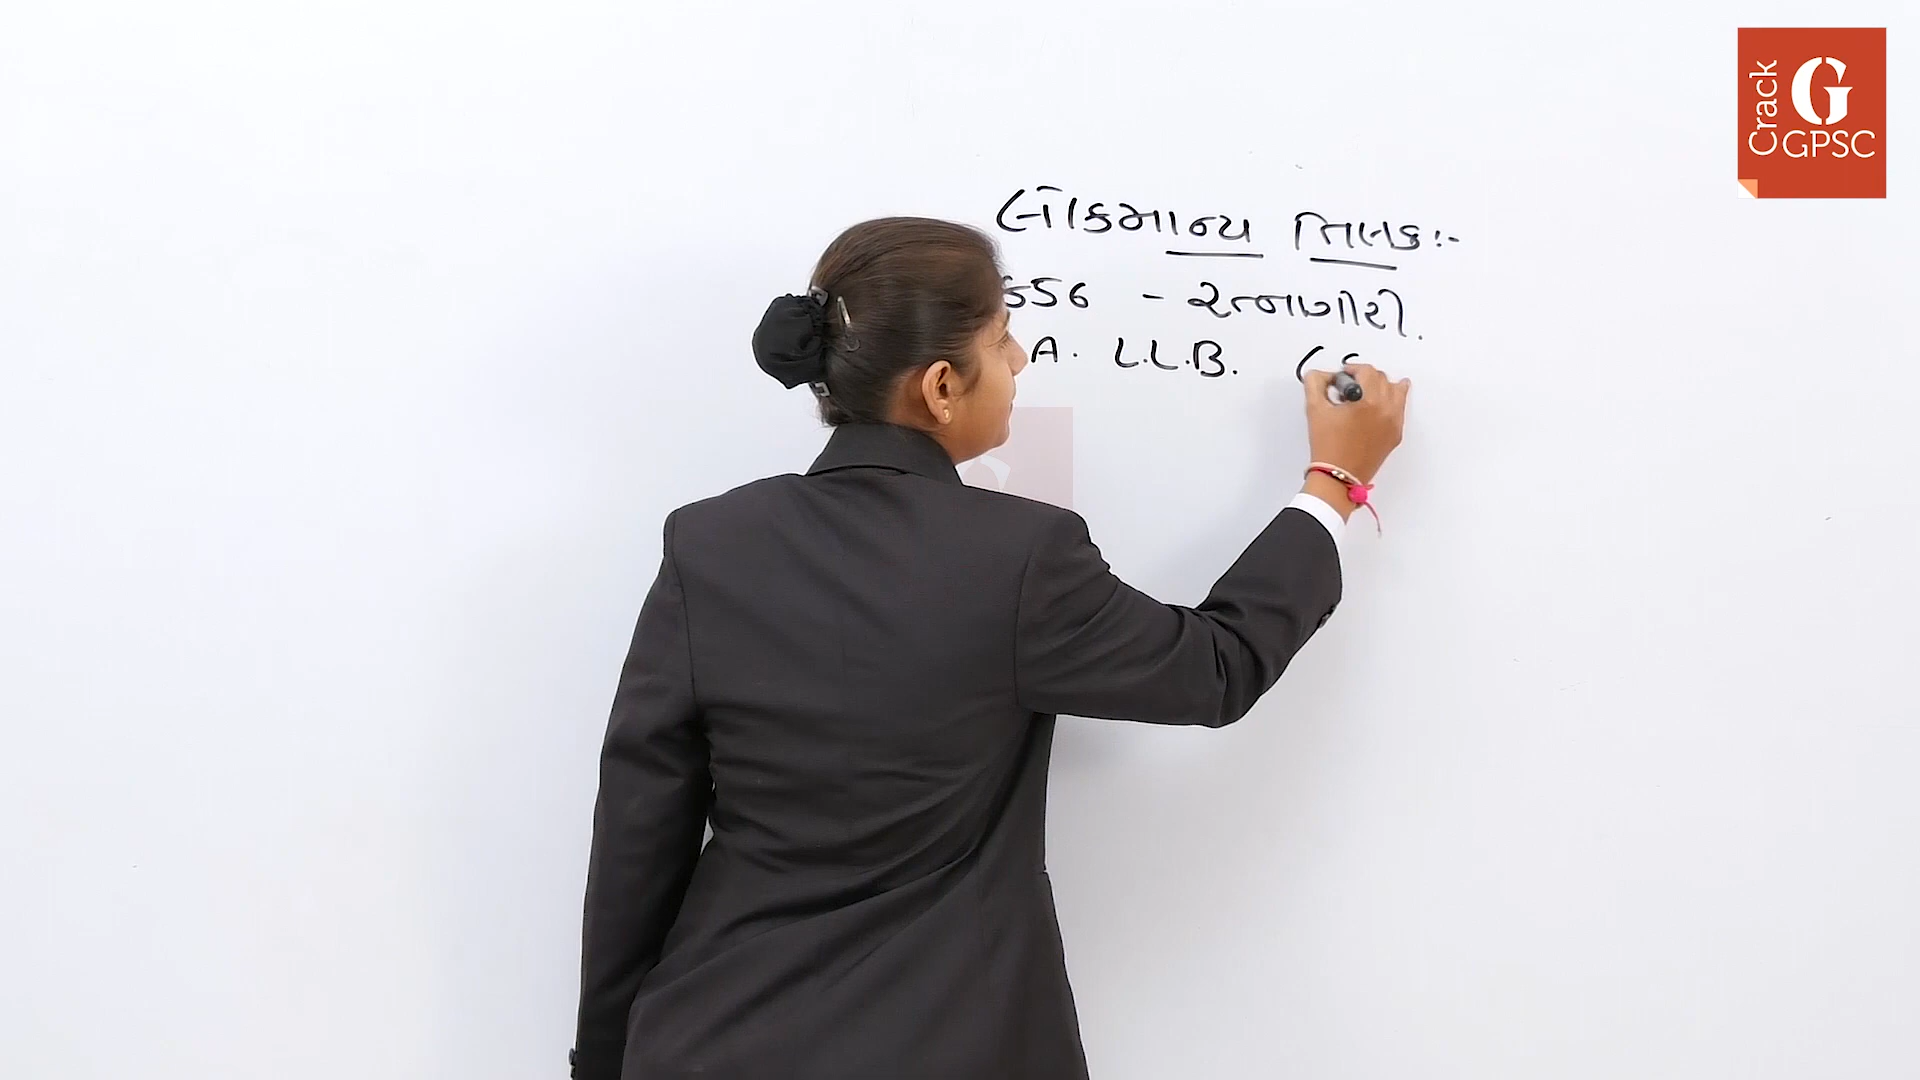 લોકમાન્ય તિલક:-
856 - રત્નાગીરી.
A. L.L.B. (
Crack
G
GPSC